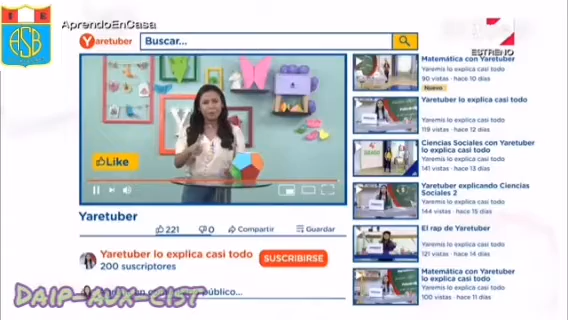 AprendoEnCasa
Yaretuber
Buscar...
ESTRENO
I E
ASB
Like
Yaretuber
221
0
Compartir
Guardar
Yaretuber lo explica casi todo
200 suscriptores
SUSCRIBIRSE
público...
DAIP-AUX-CIST
Matemática con Yaretuber
Yaremis lo explica casi todo
90 vistas · hace 10 días
Nuevo
Yaretuber lo explica casi todo
Yaremis lo explica casi todo
119 vistas · hace 12 días
Ciencias Sociales con Yaretuber
lo explica casi todo
141 vistas · hace 13 días
Yaretuber explicando Ciencias
Sociales 2
Yaremis lo explica casi todo
144 vistas · hace 15 días
El rap de Yaretuber
Yaremis lo explica casi todo
121 vistas · hace 14 días
Matemática con Yaretuber
Yaremis lo explica casi todo
100 vistas · hace 11 días